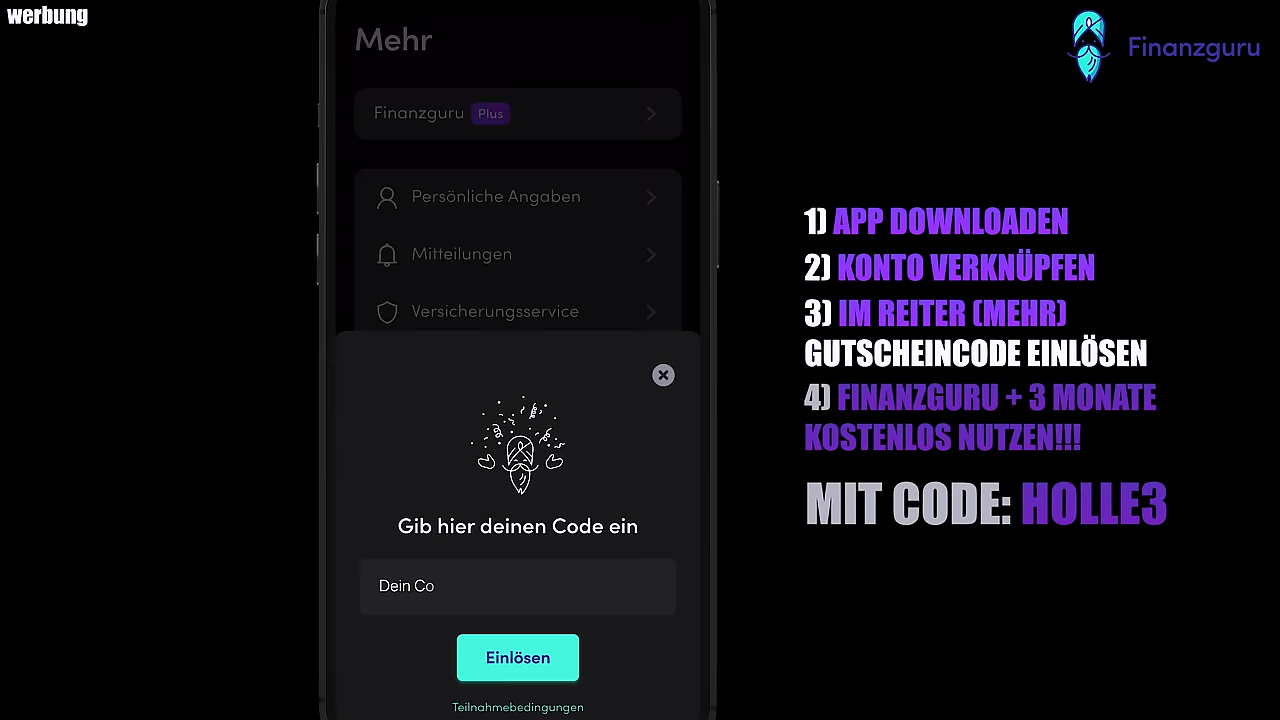 werbung
Mehr
Finanzguru Plus
Persönliche Angaben
Mitteilungen
Versicherungsservice
Gib hier deinen Code ein
Dein Co
Einlösen
Teilnahmebedingungen
Finanzguru
1) APP DOWNLOADEN
2) KONTO VERKNÜPFEN
3) IM REITER (MEHR)
GUTSCHEINCODE EINLÖSEN
4) FINANZGURU + 3 MONATE
KOSTENLOS NUTZEN!!!
MIT CODE: HOLLE3